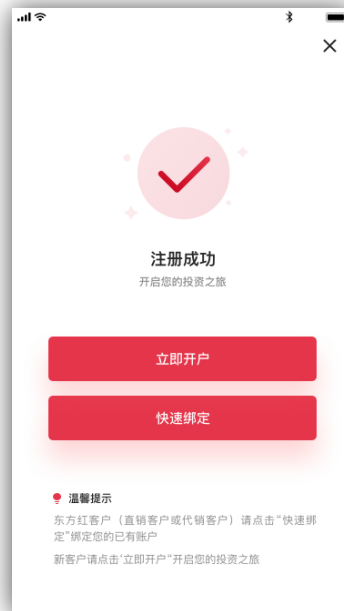 注册成功
开启您的投资之旅
立即开户
快速绑定
温馨提示
东方红客户（直销客户或代销客户）请点击“快速绑
定”绑定您的已有账户
新客户请点击‘立即开户“开启您的投资之旅